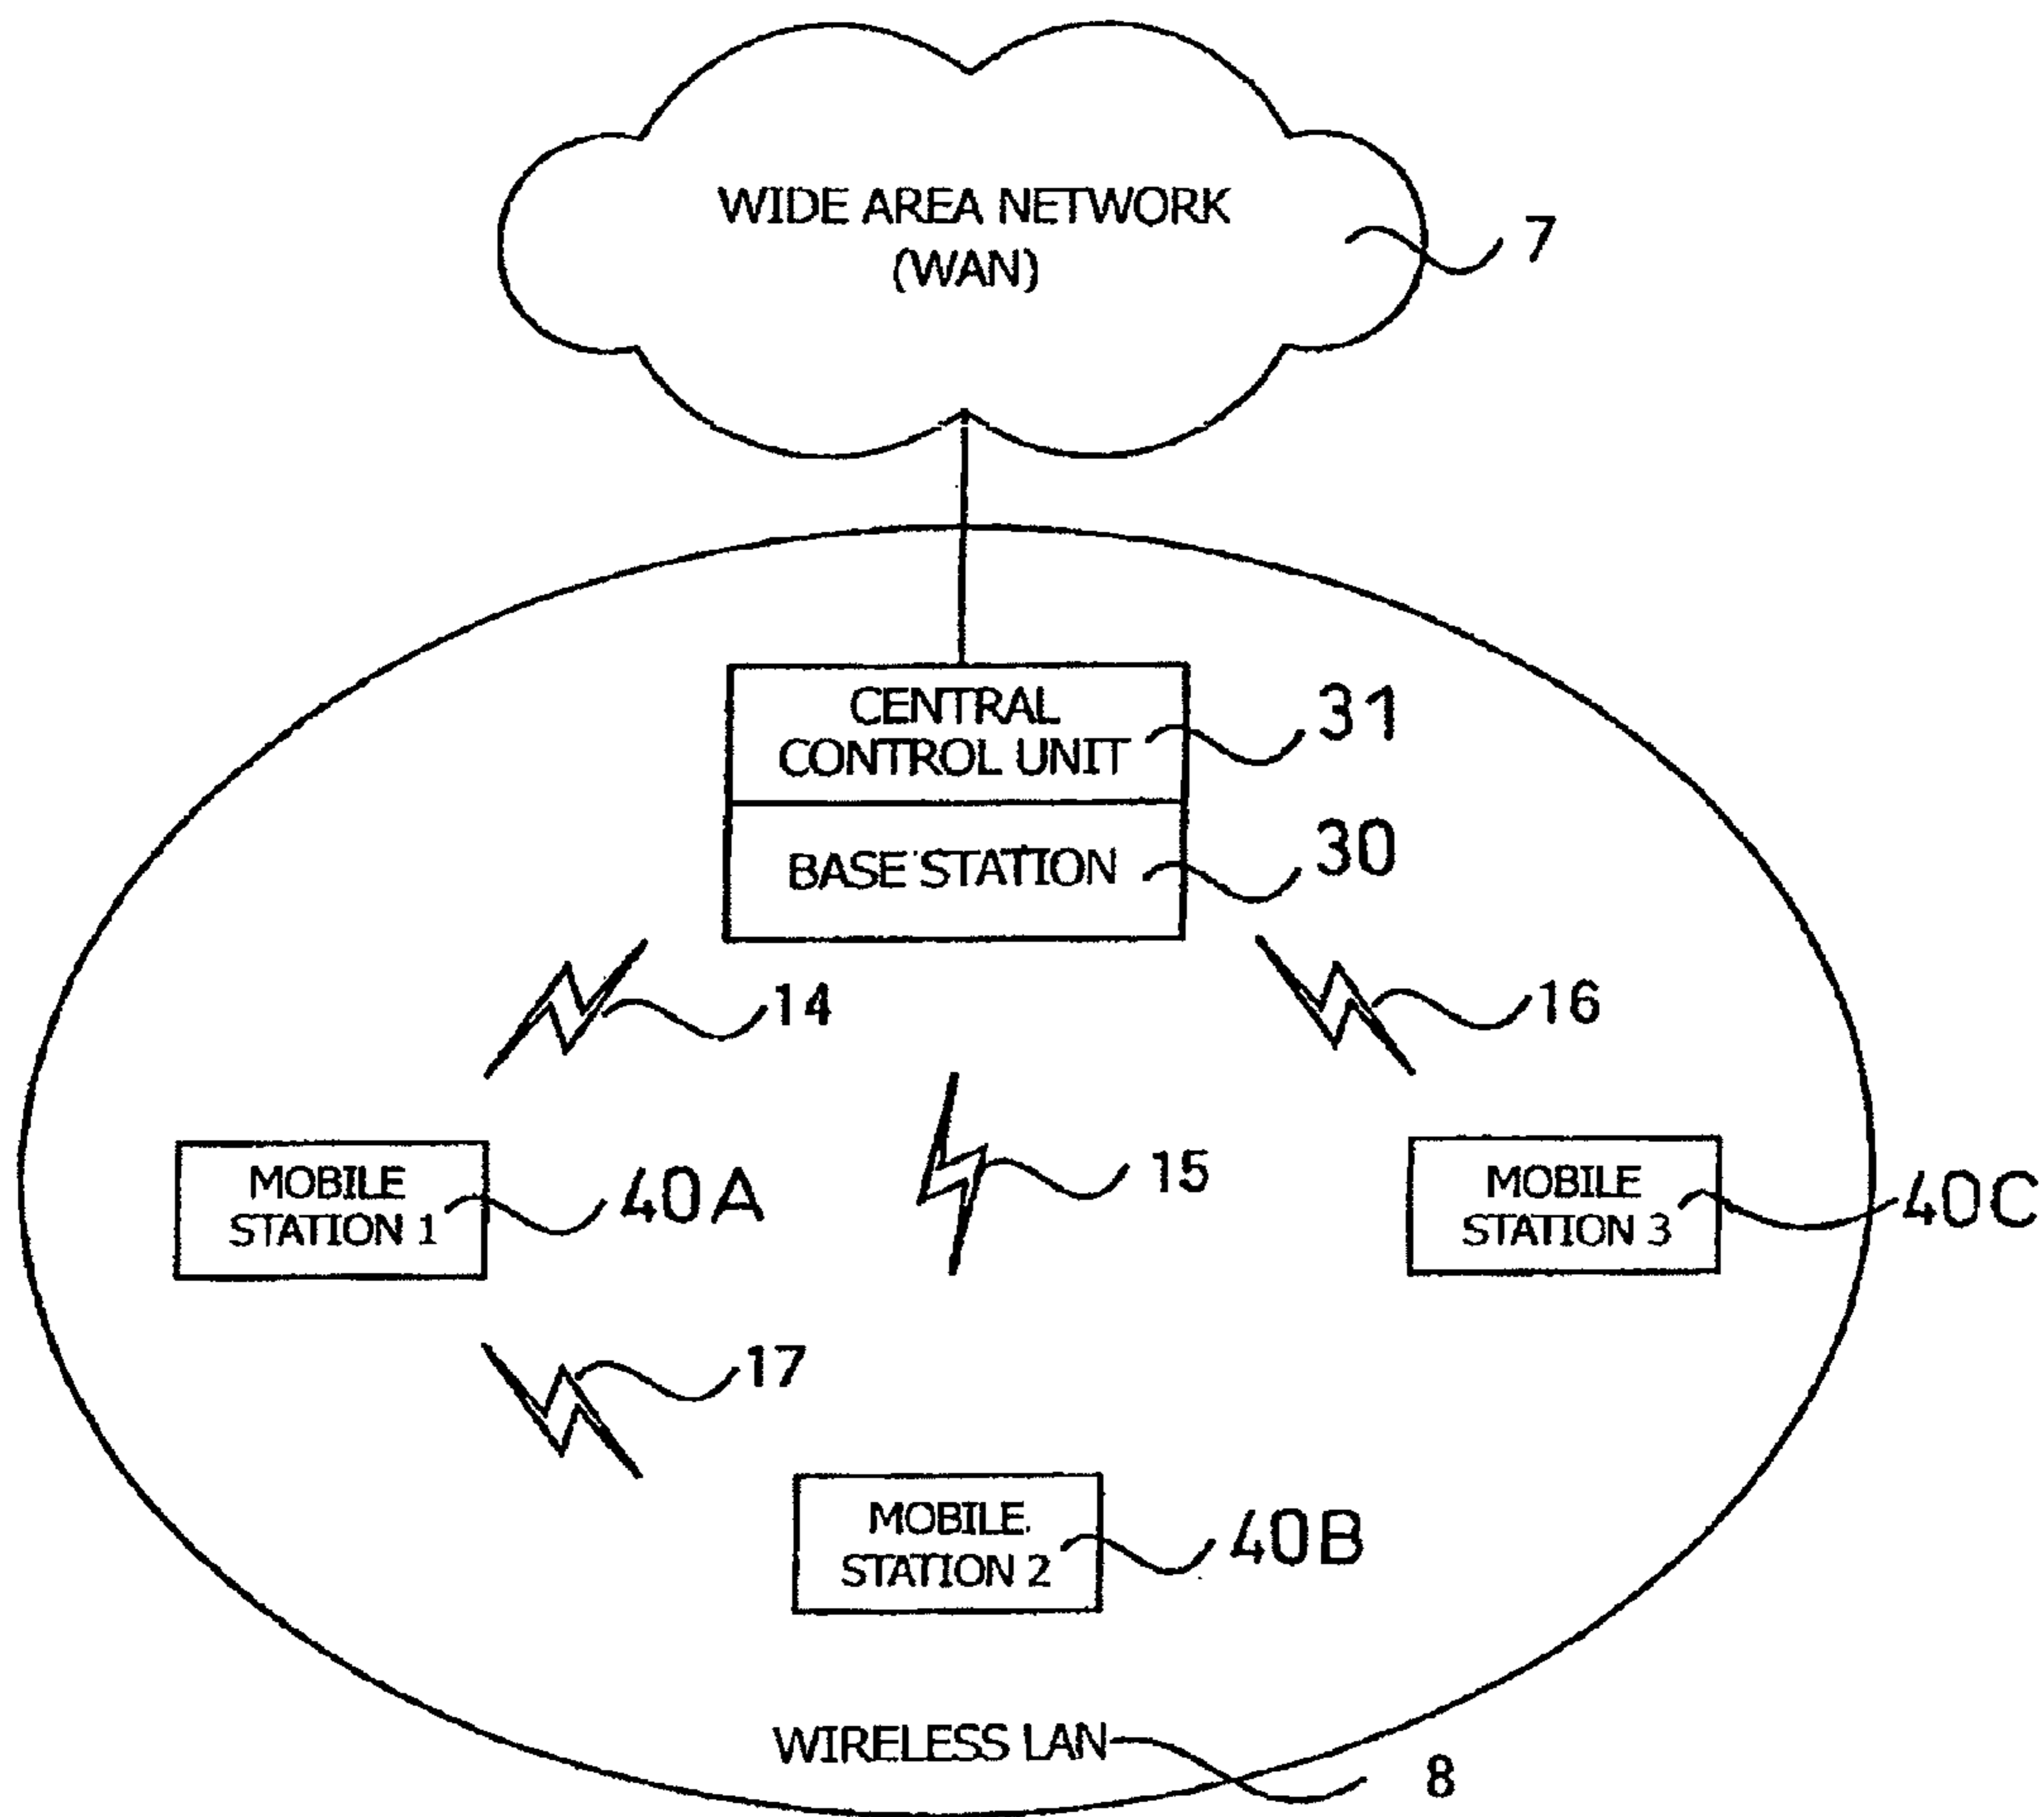 WIDE AREA NETWORK
(WAN)
7
CENTRAL
CONTROL UNIT
31
BASE STATION
30
14
16
15
MOBILE
STATION 1
40A
MOBILE
STATION 3
40C
17
MOBILE
STATION 2
40B
WIRELESS LAN
8